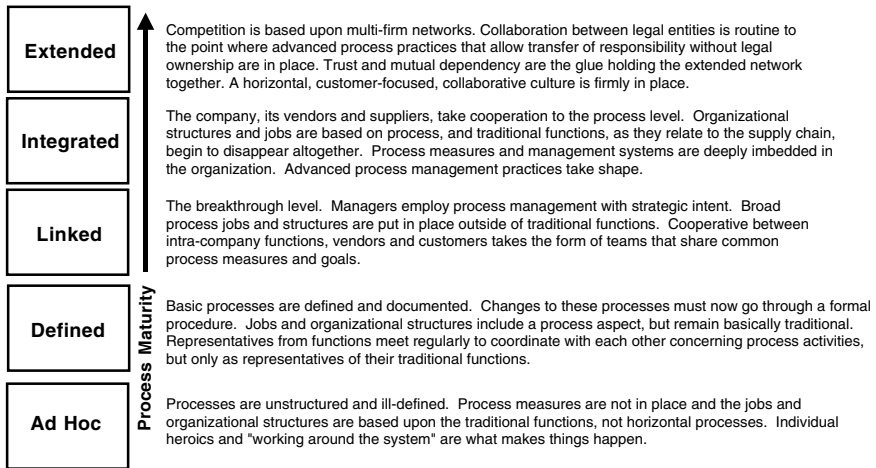 Extended
Competition is based upon multi-firm networks. Collaboration between legal entities is routine to
the point where advanced process practices that allow transfer of responsibility without legal
ownership are in place. Trust and mutual dependency are the glue holding the extended network
together. A horizontal, customer-focused, collaborative culture is firmly in place.
Integrated
The company, its vendors and suppliers, take cooperation to the process level. Organizational
structures and jobs are based on process, and traditional functions, as they relate to the supply chain,
begin to disappear altogether. Process measures and management systems are deeply imbedded in
the organization. Advanced process management practices take shape.
Linked
The breakthrough level. Managers employ process management with strategic intent. Broad
process jobs and structures are put in place outside of traditional functions. Cooperative between
intra-company functions, vendors and customers takes the form of teams that share common
process measures and goals.
Defined
Basic processes are defined and documented. Changes to these processes must now go through a formal
procedure. Jobs and organizational structures include a process aspect, but remain basically traditional.
Representatives from functions meet regularly to coordinate with each other concerning process activities,
but only as representatives of their traditional functions.
Ad Hoc
Processes are unstructured and ill-defined. Process measures are not in place and the jobs and
organizational structures are based upon the traditional functions, not horizontal processes. Individual
heroics and "working around the system" are what makes things happen.
Process Maturity